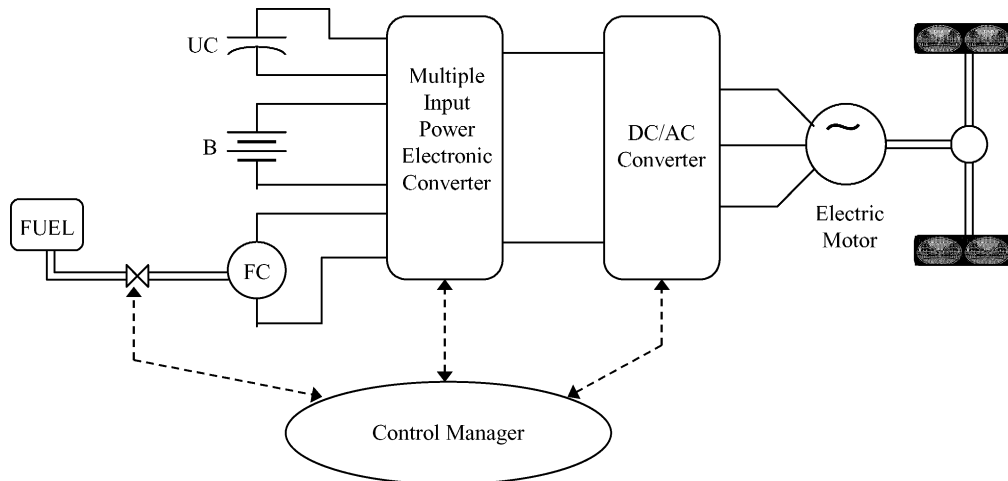 UC
B
FUEL
FC
Multiple
Input
Power
Electronic
Converter
DC/AC
Converter
Electric
Motor
Control Manager